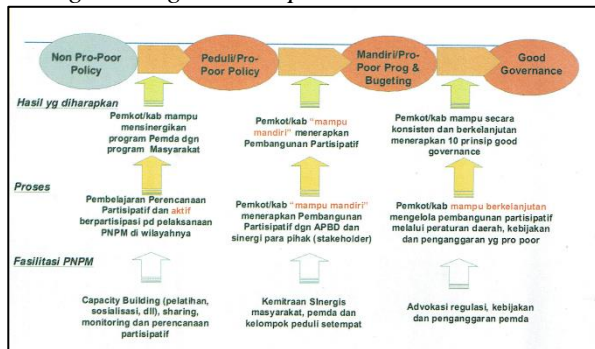 Non Pro-Poor
Policy
Peduli/Pro-
Poor Policy
Mandiri/Pro-
Poor Prog &
Bugeting
Good
Governance
Hasil yg diharapkan
Pemkot/kab mampu
mensinergikan
program Pemda dgn
program Masyarakat
Pemkot/kab "mampu
mandiri" menerapkan
Pembangunan Partisipatif
Pemkot/kab mampu secara
konsisten dan berkelanjutan
menerapkan 10 prinsip good
governance
Proses
Pembelajaran Perencanaan
Partisipatif dan aktif
berpartisipasi pd pelaksanaan
PNPM di wilayahnya
Pemkot/kab "mampu mandiri"
menerapkan Pembangunan
Partisipatif dgn APBD dan
sinergi para pihak (stakeholder)
Pemkot/kab mampu berkelanjutan
mengelola pembangunan partisipatif
melalui peraturan daerah, kebijakan
dan penganggaran yg pro poor
Fasilitasi PNPM
Capacity Building (pelatihan,
sosialisasi, dll), sharing,
monitoring dan perencanaan
partisipatif
Kemitraan SInergis
masyarakat, pemda dan
kelompok peduli setempat
Advokasi regulasi, kebijakan
dan penganggaran pemda